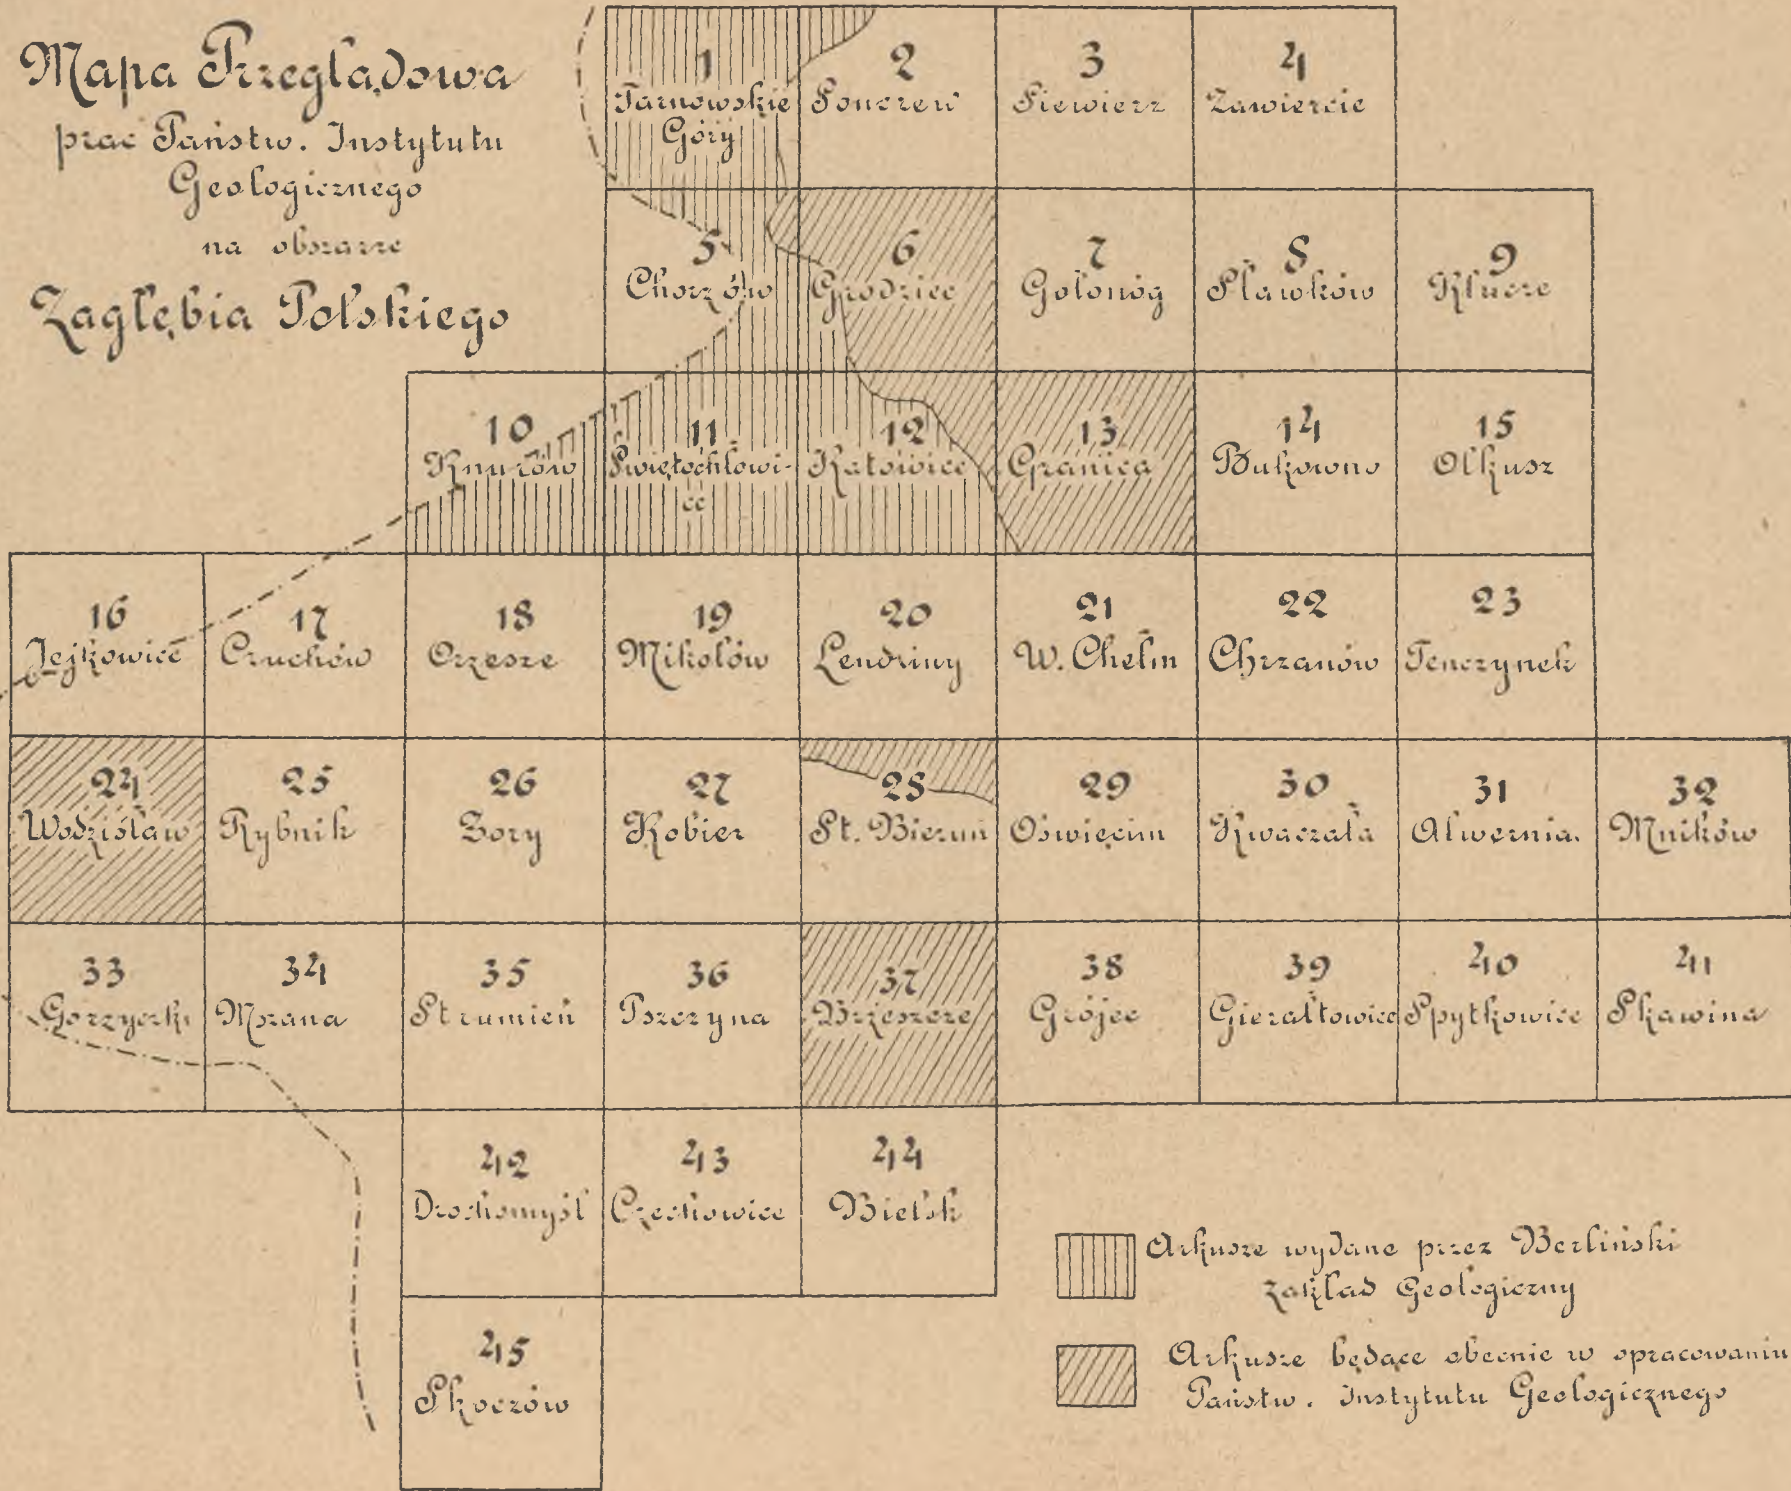 Mapa Przeglądowa
prac Państw. Instytutu
Geologicznego
na obszarze
Zagłębia Polskiego
1
Tarnowskie
Góry
2
3
Siewierz
4
Zawiercie
5
Chorzów
6
Grodziec
7
Gołonóg
8
Sławków
9
Klucze
10
Knurów
11
Świętochłowi-
ce
12
Katowice
13
Granica
14
Bukowno
15
Olkusz
16
Jejkowice
17
18
Orzesze
19
Mikołów
20
Lendziny
21
W. Chełm
22
Chrzanów
23
Tenczynek
24
Wodzisław
25
Rybnik
26
Żory
27
Kobier
28
St. Bieruń
29
Oświęcim
30
Kwaczała
31
Alwernia.
32
Mników
33
Gorzyczki
34
Mszana
35
Strumień
36
Pszczyna
37
Brzeszcze
38
Grójec
39
Gierałtowice
40
Spytkowice
41
Skawina
42
Drochomyśl
43
Czechowice
44
Bielsk
45
Skoczów
Arkusze wydane przez Berliński
zakład Geologiczny
Arkusze będące obecnie w opracowaniu
Państw. Instytutu Geologicznego